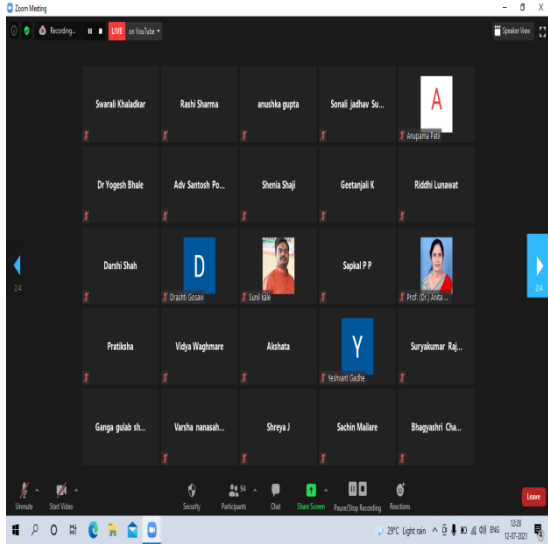 Zoom Meeting
Recording...
LIVE on YouTube
Speaker View
Swarali Khaladkar
Rashi Sharma
anushka gupta
Sonali jadhav Su...
A
Anupama Patil
Dr Yogesh Bhale
Adv Santosh Po...
Shenia Shaji
Geetanjali K
Riddhi Lunawat
Darshi Shah
D
Drashti Gosavi
Sunil kale
Sapkal P P
Prof. (Dr.) Anita ...
2/4
2/4
Pratiksha
Vidya Waghmare
Akshata
Y
Yeshvant Gadhe
Suryakumar Raj...
Ganga gulab sh...
Varsha nanasah...
Shreya J
Sachin Mailare
Bhagyashri Cha...
94
Unmute
Start Video
Security
Participants
Chat
Share Screen
Pause/Stop Recording
Reactions
Leave
29°C Light rain
ENG
12:28
12-07-2021